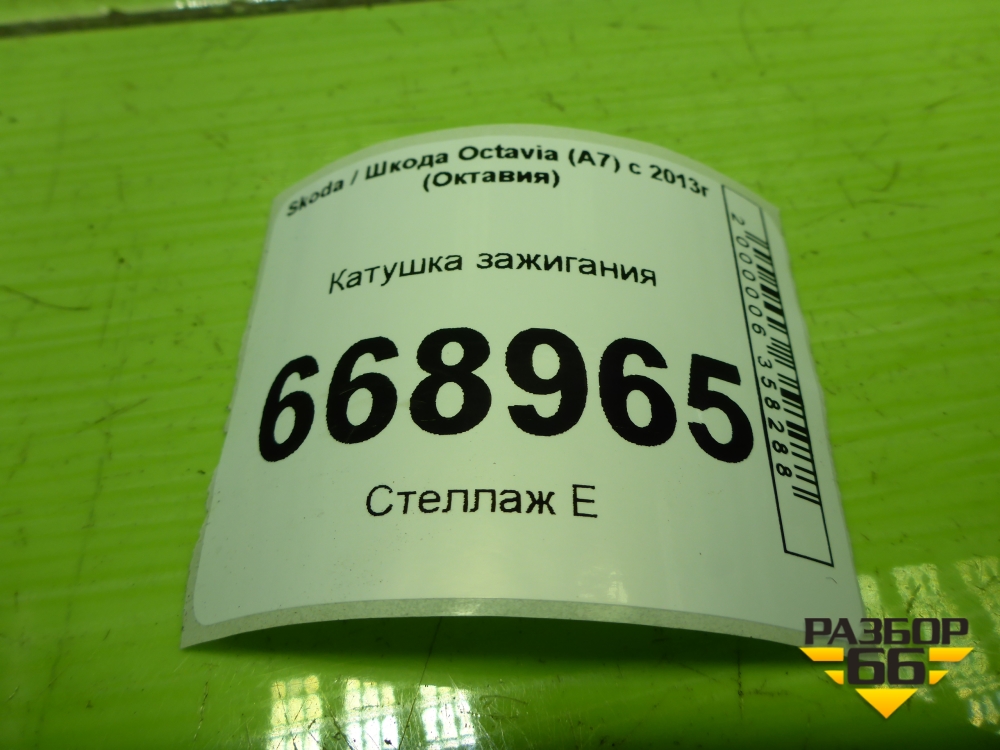 Skoda / Шкода Octavia (A7) с 2013г
(Октавия)
Катушка зажигания
668965
Стеллаж Е
2000006358288
РАЗБОР
66